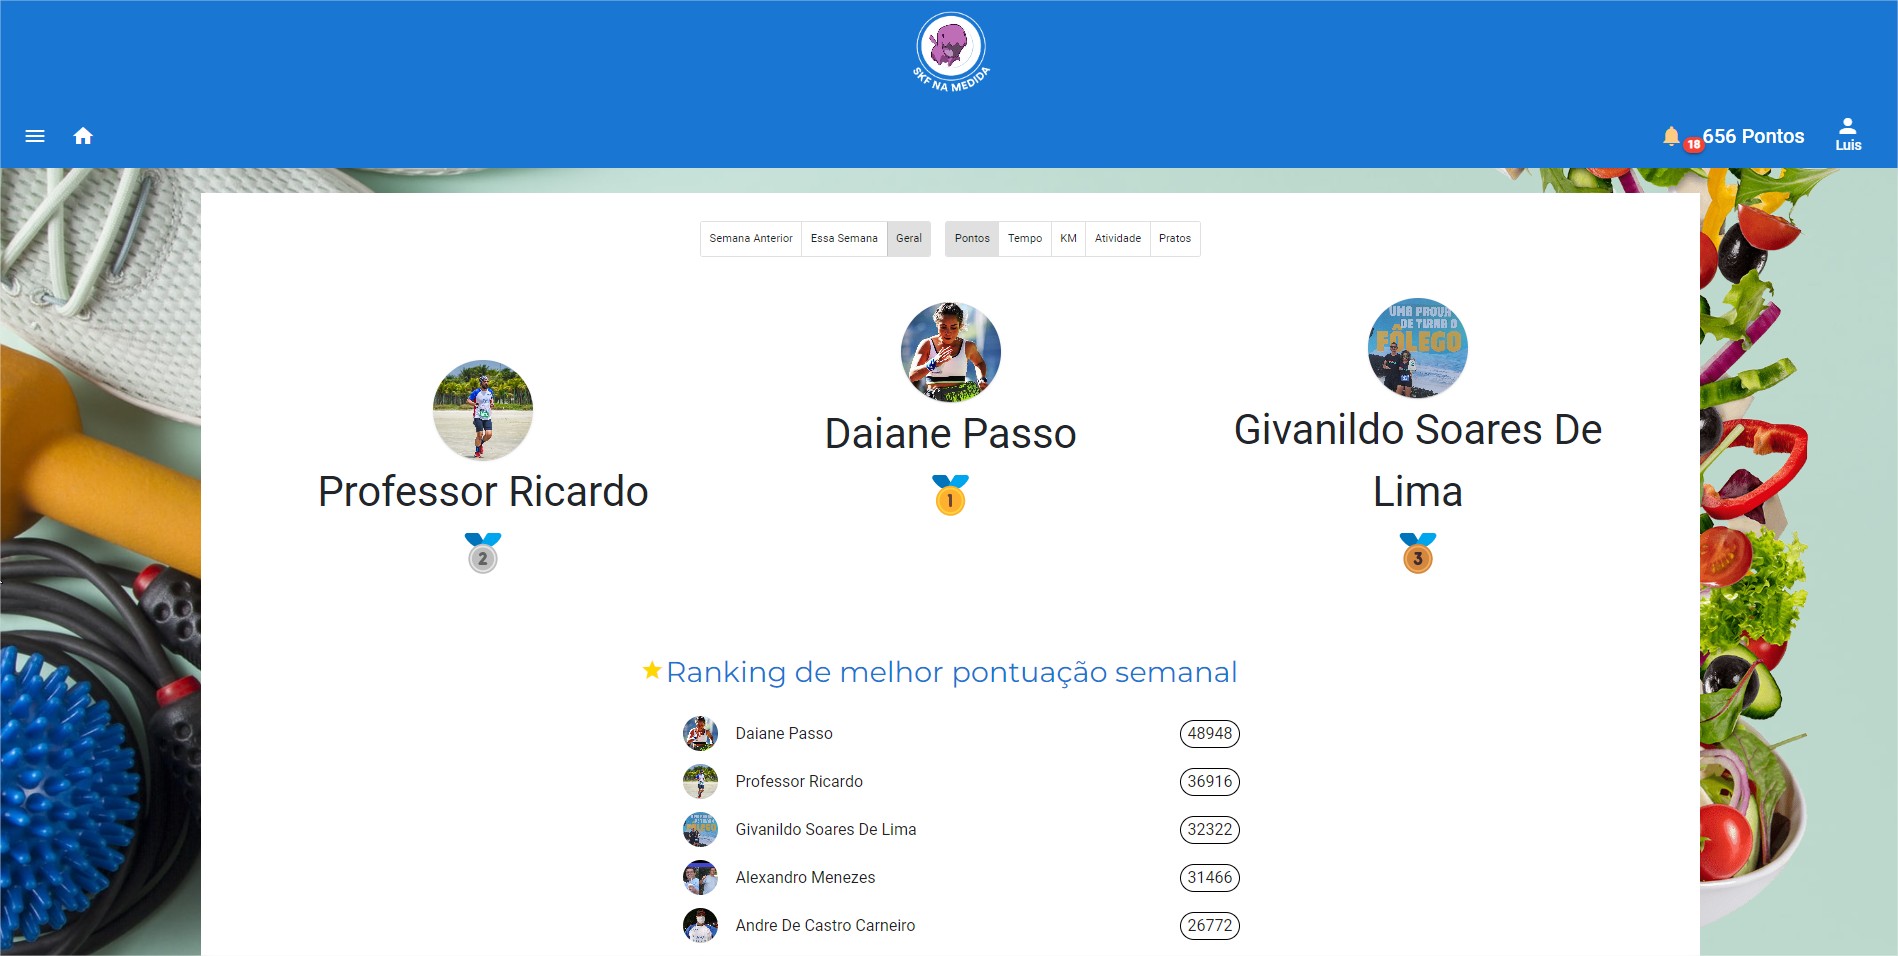 SKF NA MEDIDA
18
656 Pontos
Luis
Semana Anterior
Essa Semana
Geral
Pontos
Tempo
KM
Atividade
Pratos
UMA PROVA
DE TIRAR O
FÔLEGO
Daiane Passo
1
Professor Ricardo
2
Givanildo Soares De
Lima
3
Ranking de melhor pontuação semanal
Daiane Passo 48948
Professor Ricardo 36916
Givanildo Soares De Lima 32322
Alexandro Menezes 31466
Andre De Castro Carneiro 26772